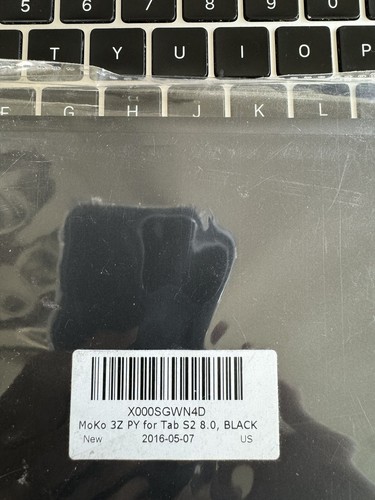 5 6 7 8 9 0
T Y U I O P
F G H J K L
X000SGWN4D
MoKo 3Z PY for Tab S2 8.0, BLACK
New 2016-05-07 US